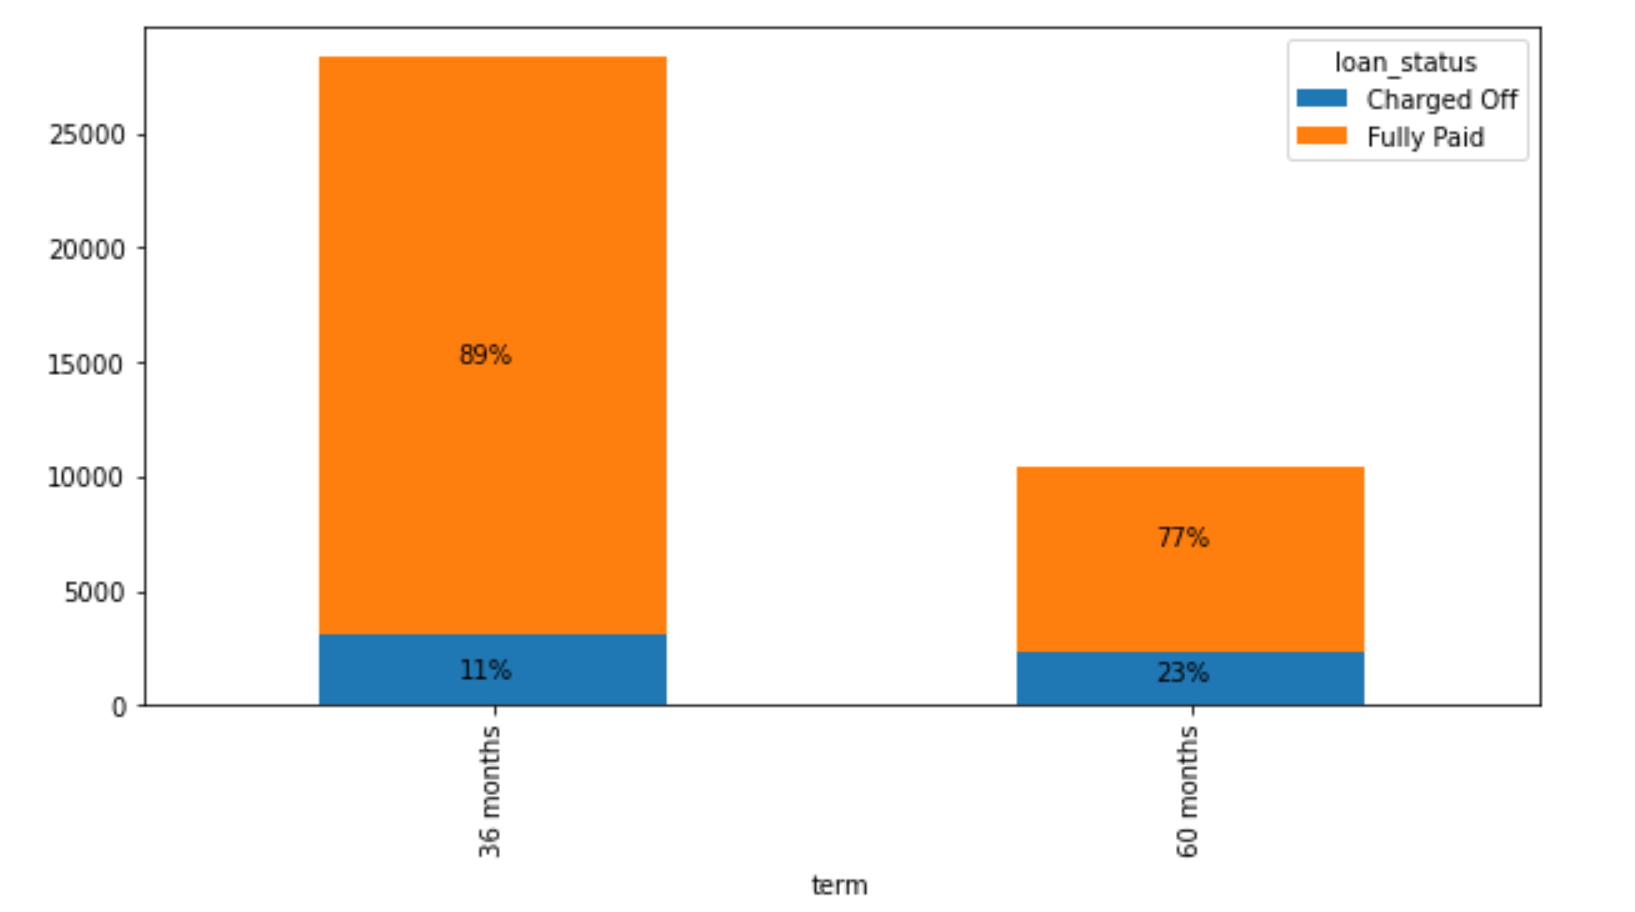 loan_status
Charged Off
Fully Paid
25000
20000
15000
10000
5000
0
89%
11%
77%
23%
36 months
60 months
term